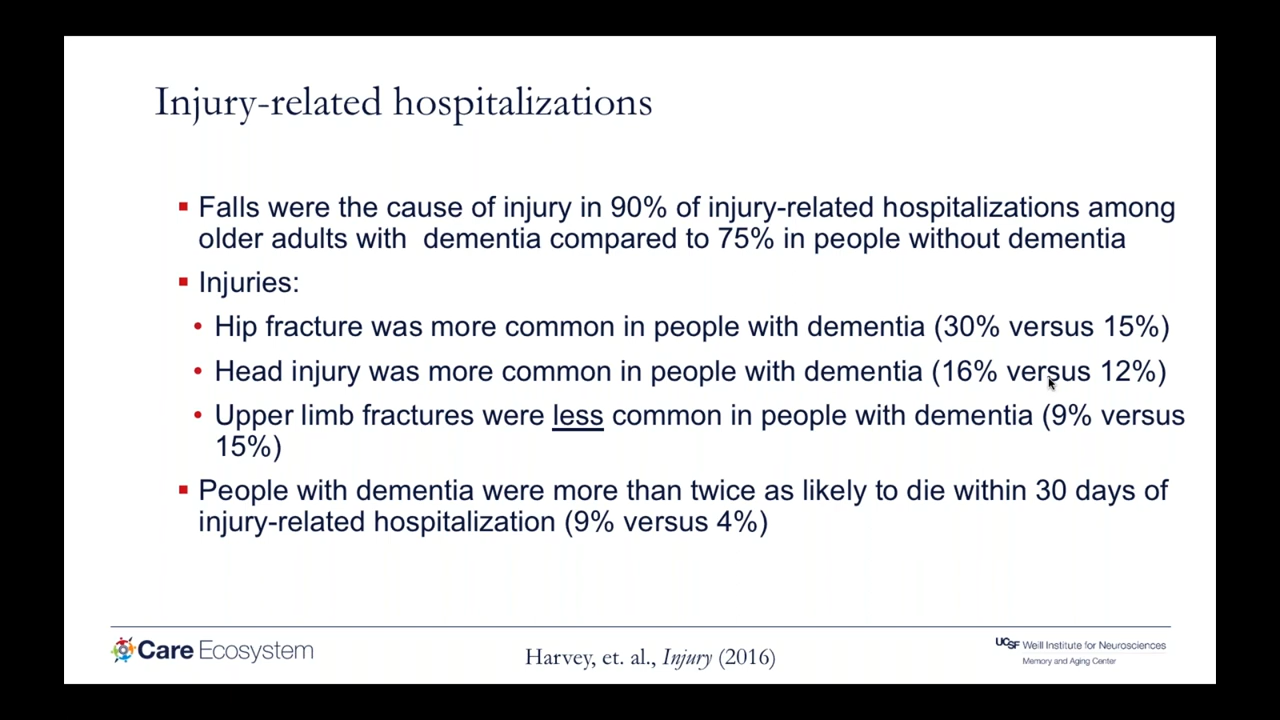 Injury-related hospitalizations
▪ Falls were the cause of injury in 90% of injury-related hospitalizations among
older adults with  dementia compared to 75% in people without dementia
▪ Injuries:
• Hip fracture was more common in people with dementia (30% versus 15%)
• Head injury was more common in people with dementia (16% versus 12%)
• Upper limb fractures were less common in people with dementia (9% versus
15%)
▪ People with dementia were more than twice as likely to die within 30 days of
injury-related hospitalization (9% versus 4%)
Care Ecosystem
Harvey, et. al., Injury (2016)
UCSF Weill Institute for Neurosciences
Memory and Aging Center